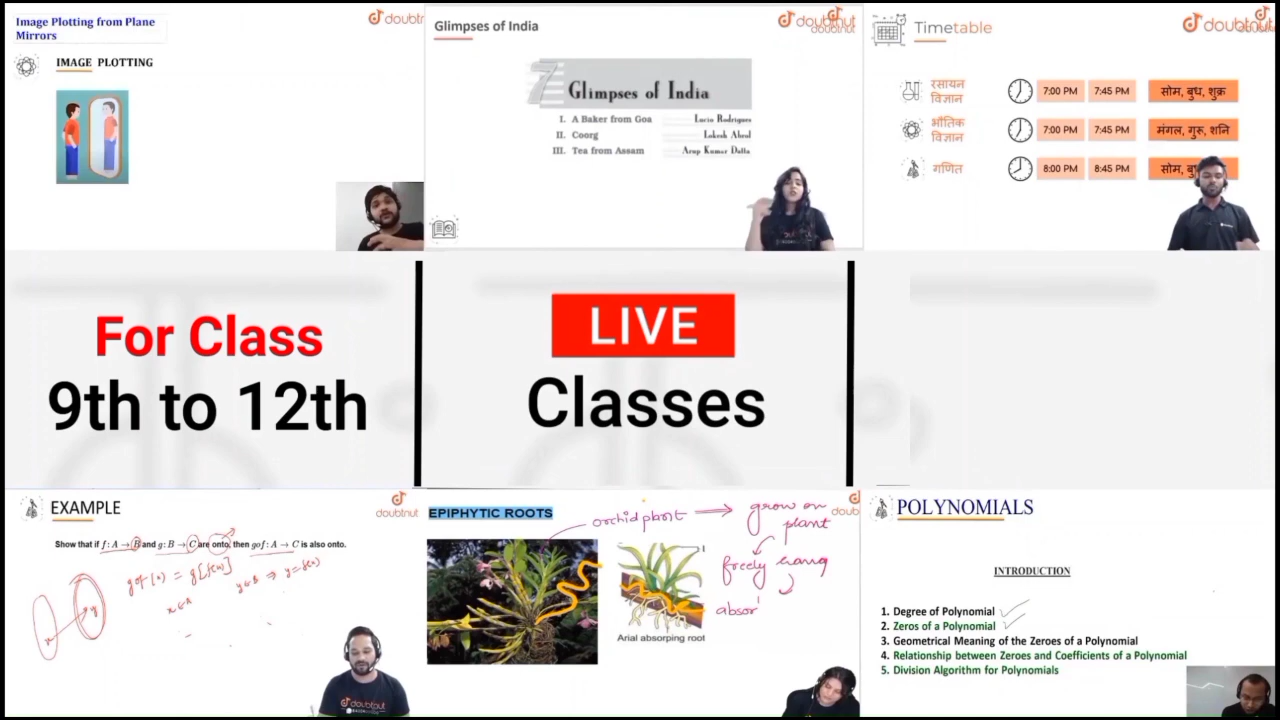 Image Plotting from Plane
Mirrors
IMAGE PLOTTING
Glimpses of India
doubtnut
7
Glimpses of India
I. A Baker from Goa Lucio Rodrigues
II. Coorg Lokesh Abrol
III. Tea from Assam Arup Kumar Datta
Timetable
doubtnut
रसायन
विज्ञान
7:00 PM 7:45 PM सोम, बुध, शुक्र
भौतिक
विज्ञान
7:00 PM 7:45 PM मंगल, गुरू, शनि
गणित 8:00 PM 8:45 PM सोम,
For Class
9th to 12th
LIVE
Classes
EXAMPLE
doubtnut
Show that if f : A → B and g : B → C are onto, then gof : A → C is also onto.
gof(x) = g[f(x)]
x∈A
y∈B ⇒ y=f(x)
x
y
doubtnut
EPIPHYTIC ROOTS
orchid plant ⟹ grow on
plant
freely hang
absor
Arial absorping root
POLYNOMIALS
INTRODUCTION
1. Degree of Polynomial
2. Zeros of a Polynomial
3. Geometrical Meaning of the Zeroes of a Polynomial
4. Relationship between Zeroes and Coefficients of a Polynomial
5. Division Algorithm for Polynomials